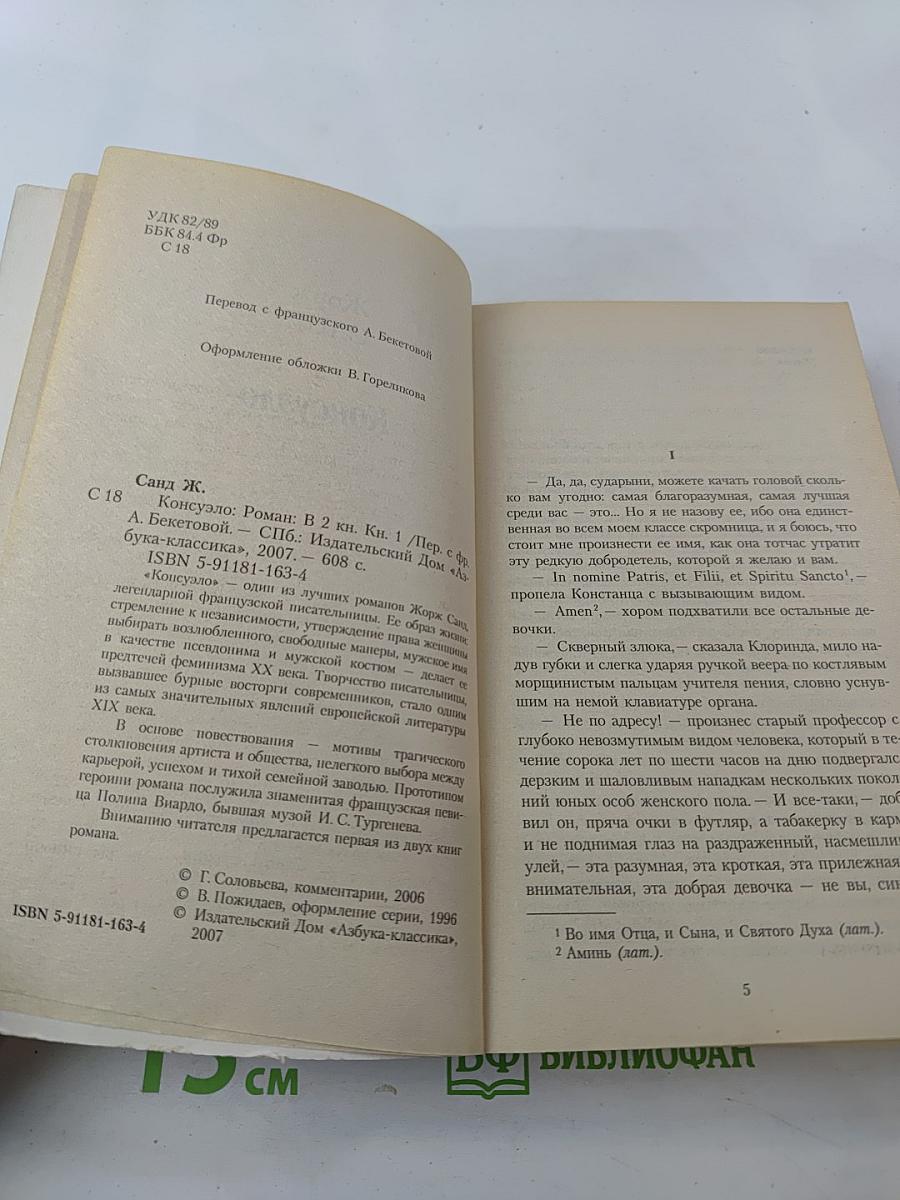 УДК 82/89
ББК 84.4 Фр
С 18
Перевод с французского А. Бекетовой
Оформление обложки В. Гореликова
Санд Ж.
С 18 Консуэло: Роман: В 2 кн. Кн. 1 /Пер. с фр.
А. Бекетовой. — СПб.: Издательский Дом «Аз-
бука-классика», 2007. — 608 с.
ISBN 5-91181-163-4
«Консуэло» — один из лучших романов Жорж Санд,
легендарной французской писательницы. Ее образ жизни:
стремление к независимости, утверждение права женщины
выбирать возлюбленного, свободные манеры, мужское имя
в качестве псевдонима и мужской костюм — делает ее
предтечей феминизма XX века. Творчество писательницы,
вызвавшее бурные восторги современников, стало одним
из самых значительных явлений европейской литературы
XIX века.
В основе повествования — мотивы трагического
столкновения артиста и общества, нелегкого выбора между
карьерой, успехом и тихой семейной заводью. Прототипом
героини романа послужила знаменитая французская певи-
ца Полина Виардо, бывшая музой И. С. Тургенева.
Вниманию читателя предлагается первая из двух книг
романа.
© Г. Соловьева, комментарии, 2006
© В. Пожидаев, оформление серии, 1996
© Издательский Дом «Азбука-классика»,
2007
ISBN 5-91181-163-4
I
— Да, да, сударыни, можете качать головой сколь-
ко вам угодно: самая благоразумная, самая лучшая
среди вас — это... Но я не назову ее, ибо она единст-
венная во всем моем классе скромница, и я боюсь, что
стоит мне произнести ее имя, как она тотчас утратит
эту редкую добродетель, которой я желаю и вам.
— In nomine Patris, et Filii, et Spiritu Sancto¹, —
пропела Констанца с вызывающим видом.
— Amen², — хором подхватили все остальные де-
вочки.
— Скверный злюка, — сказала Клоринда, мило на-
дув губки и слегка ударяя ручкой веера по костлявым
морщинистым пальцам учителя пения, словно уснув-
шим на немой клавиатуре органа.
— Не по адресу! — произнес старый профессор с
глубоко невозмутимым видом человека, который в те-
чение сорока лет по шести часов на дню подвергалс
дерзким и шаловливым нападкам нескольких покол
ний юных особ женского пола. — И все-таки, — доб
вил он, пряча очки в футляр, а табакерку в карм
и не поднимая глаз на раздраженный, насмешли
улей, — эта разумная, эта кроткая, эта прилежная
внимательная, эта добрая девочка — не вы, син
¹ Во имя Отца, и Сына, и Святого Духа (лат.).
² Аминь (лат.).
5
15 см
БФ БИБЛИОФАН